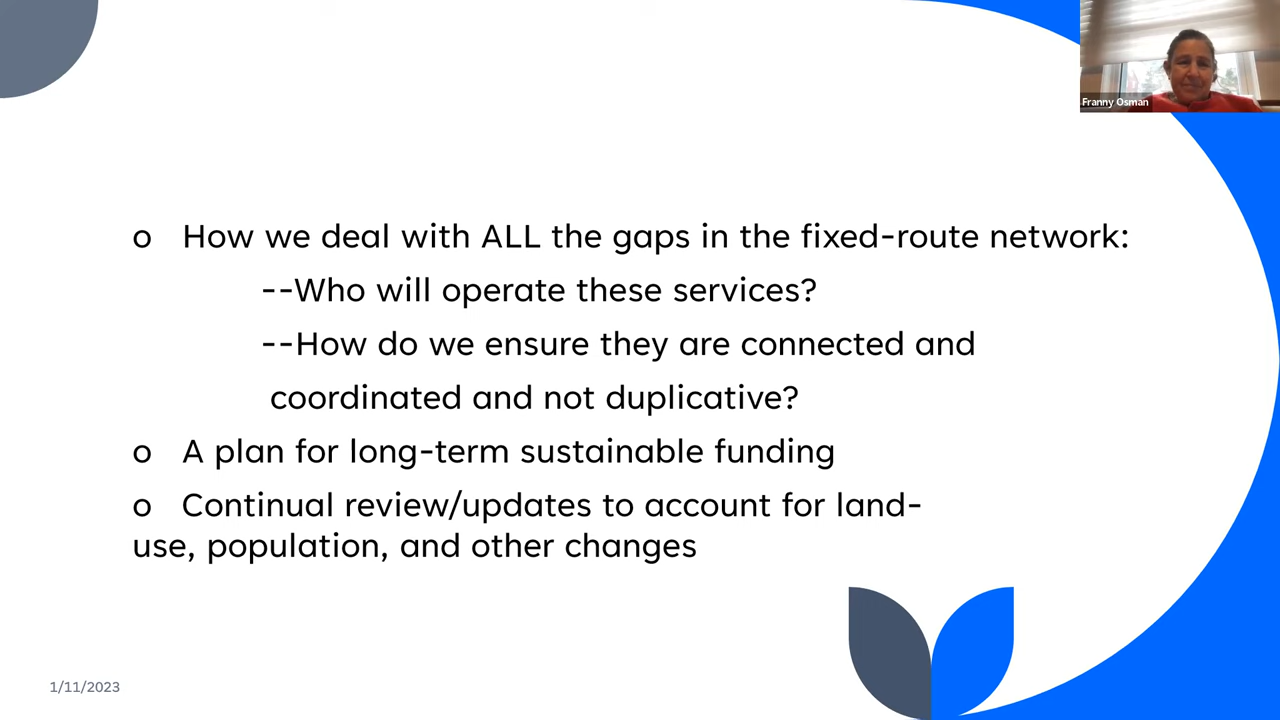 Franny Osman
o How we deal with ALL the gaps in the fixed-route network:
--Who will operate these services?
--How do we ensure they are connected and
coordinated and not duplicative?
o A plan for long-term sustainable funding
o Continual review/updates to account for land-
use, population, and other changes
1/11/2023